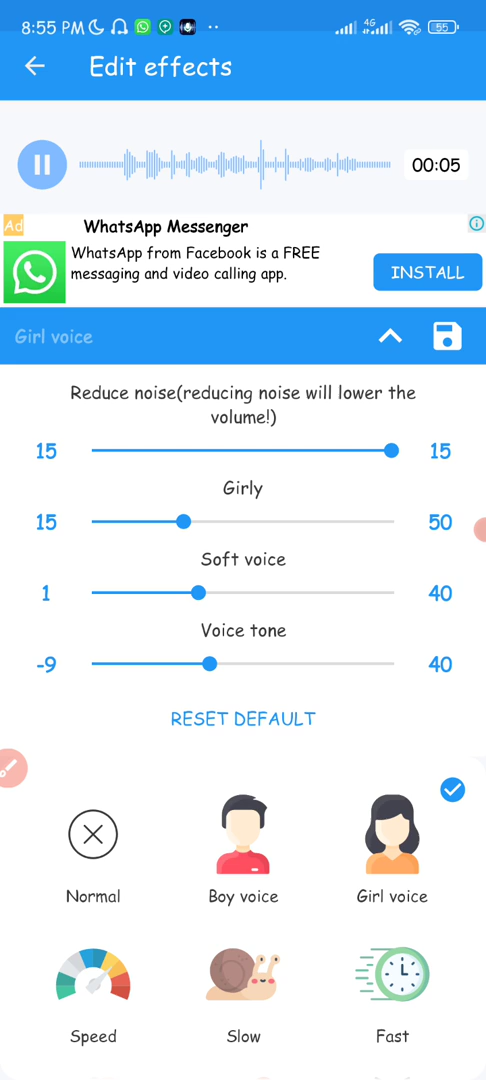 8:55 PM 4G 55
Edit effects
00:05
Ad WhatsApp Messenger
WhatsApp from Facebook is a FREE
messaging and video calling app.
INSTALL
Girl voice
Reduce noise(reducing noise will lower the
volume!)
15 15
Girly
15 50
Soft voice
1 40
Voice tone
-9 40
RESET DEFAULT
Normal Boy voice Girl voice
Speed Slow Fast